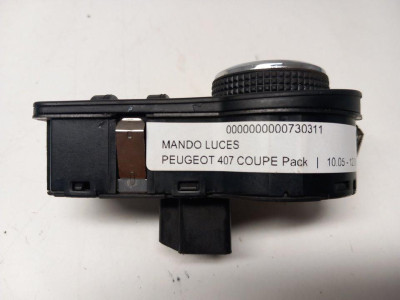 0000000000730311
MANDO LUCES
PEUGEOT 407 COUPE Pack | 10.05 -